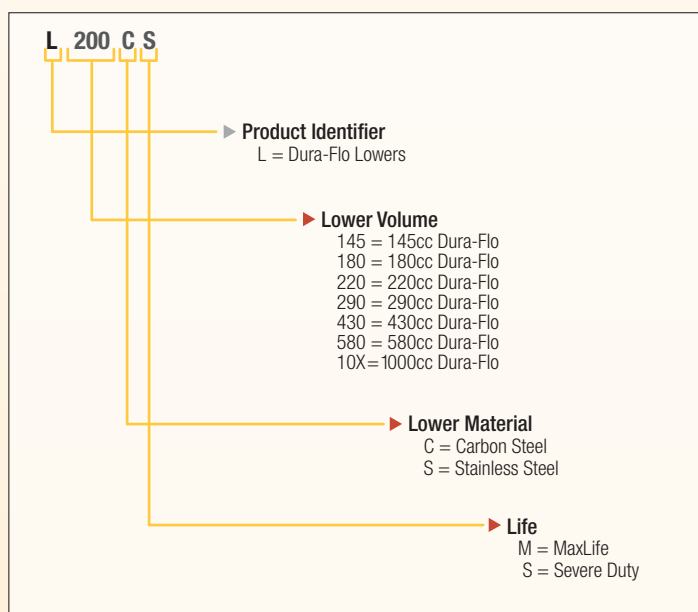 L 200 C S
Product Identifier
L = Dura-Flo Lowers
Lower Volume
145 = 145cc Dura-Flo
180 = 180cc Dura-Flo
220 = 220cc Dura-Flo
290 = 290cc Dura-Flo
430 = 430cc Dura-Flo
580 = 580cc Dura-Flo
10X=1000cc Dura-Flo
Lower Material
C = Carbon Steel
S = Stainless Steel
Life
M = MaxLife
S = Severe Duty